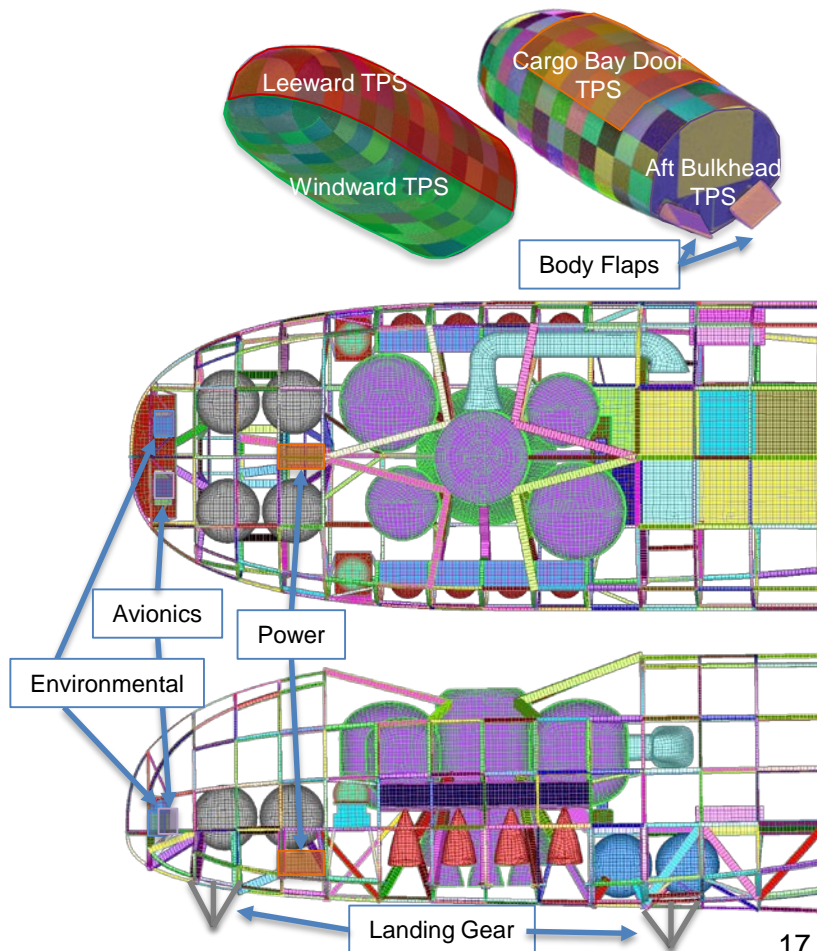 Leeward TPS
Windward TPS
Cargo Bay Door
TPS
Aft Bulkhead
TPS
Body Flaps
Avionics
Power
Environmental
Landing Gear
17